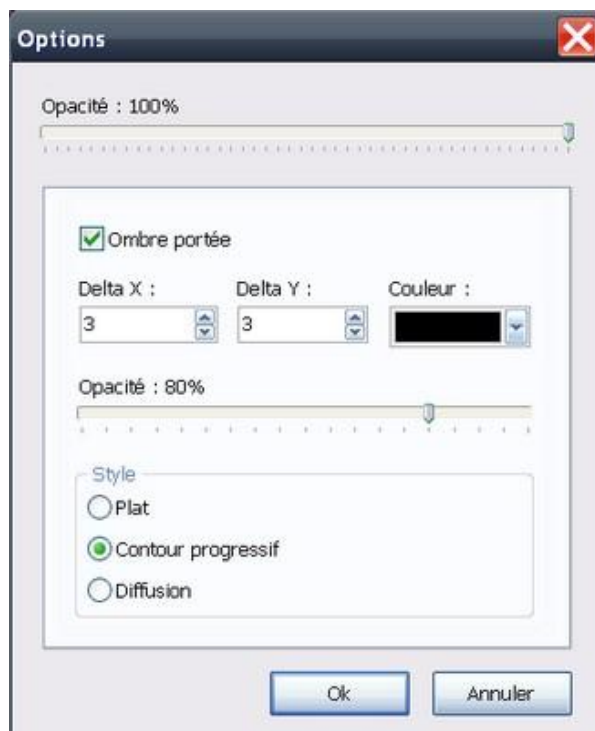 Options
Opacité : 100%
Ombre portée
Delta X : Delta Y : Couleur :
3 3
Opacité : 80%
Style
Plat
Contour progressif
Diffusion
Ok Annuler